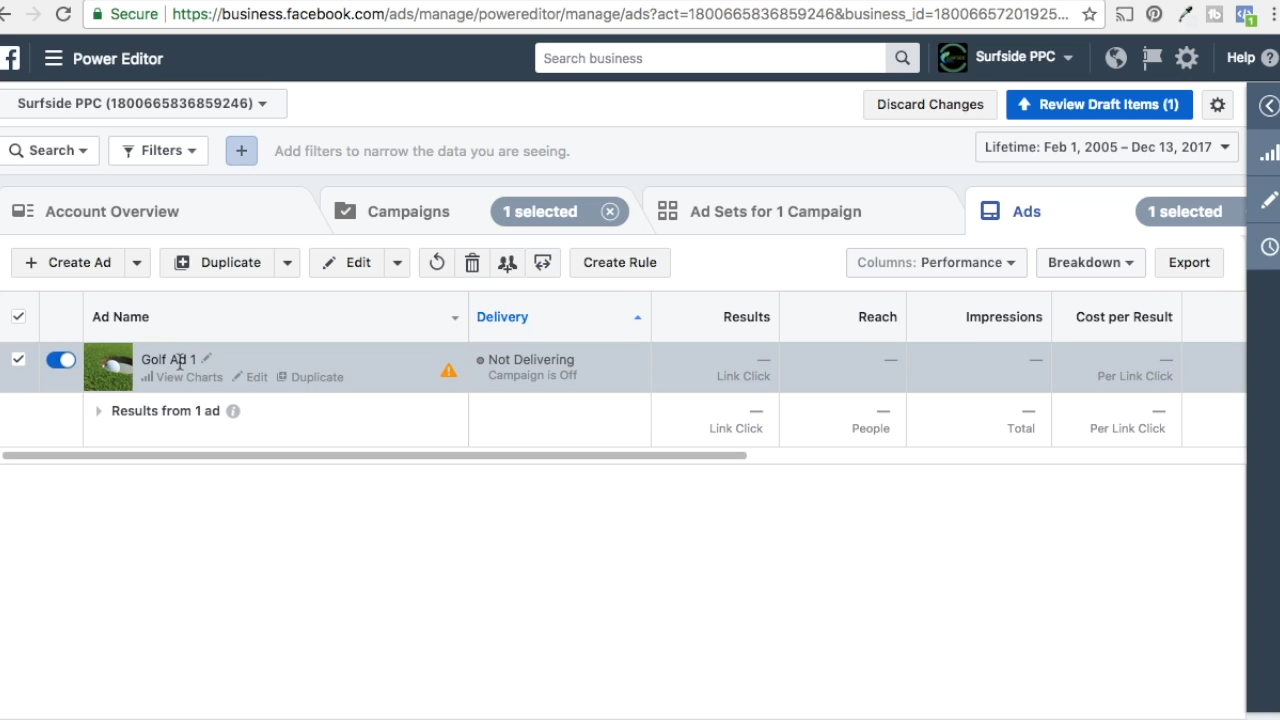 Secure https://business.facebook.com/ads/manage/powereditor/manage/ads?act=1800665836859246&business_id=18006657201925...
Power Editor
Search business
Surfside PPC
Help
Surfside PPC (1800665836859246)
Discard Changes
Review Draft Items (1)
Search
Filters
Add filters to narrow the data you are seeing.
Lifetime: Feb 1, 2005 – Dec 13, 2017
Account Overview
Campaigns
1 selected
Ad Sets for 1 Campaign
Ads
1 selected
+ Create Ad
Duplicate
Edit
Create Rule
Columns: Performance
Breakdown
Export
Ad Name
Delivery
Results
Reach
Impressions
Cost per Result
Golf Ad 1
Not Delivering
— — — —
View Charts Edit Duplicate
Campaign is Off
Link Click
Per Link Click
Results from 1 ad
— — — —
Link Click
People
Total
Per Link Click